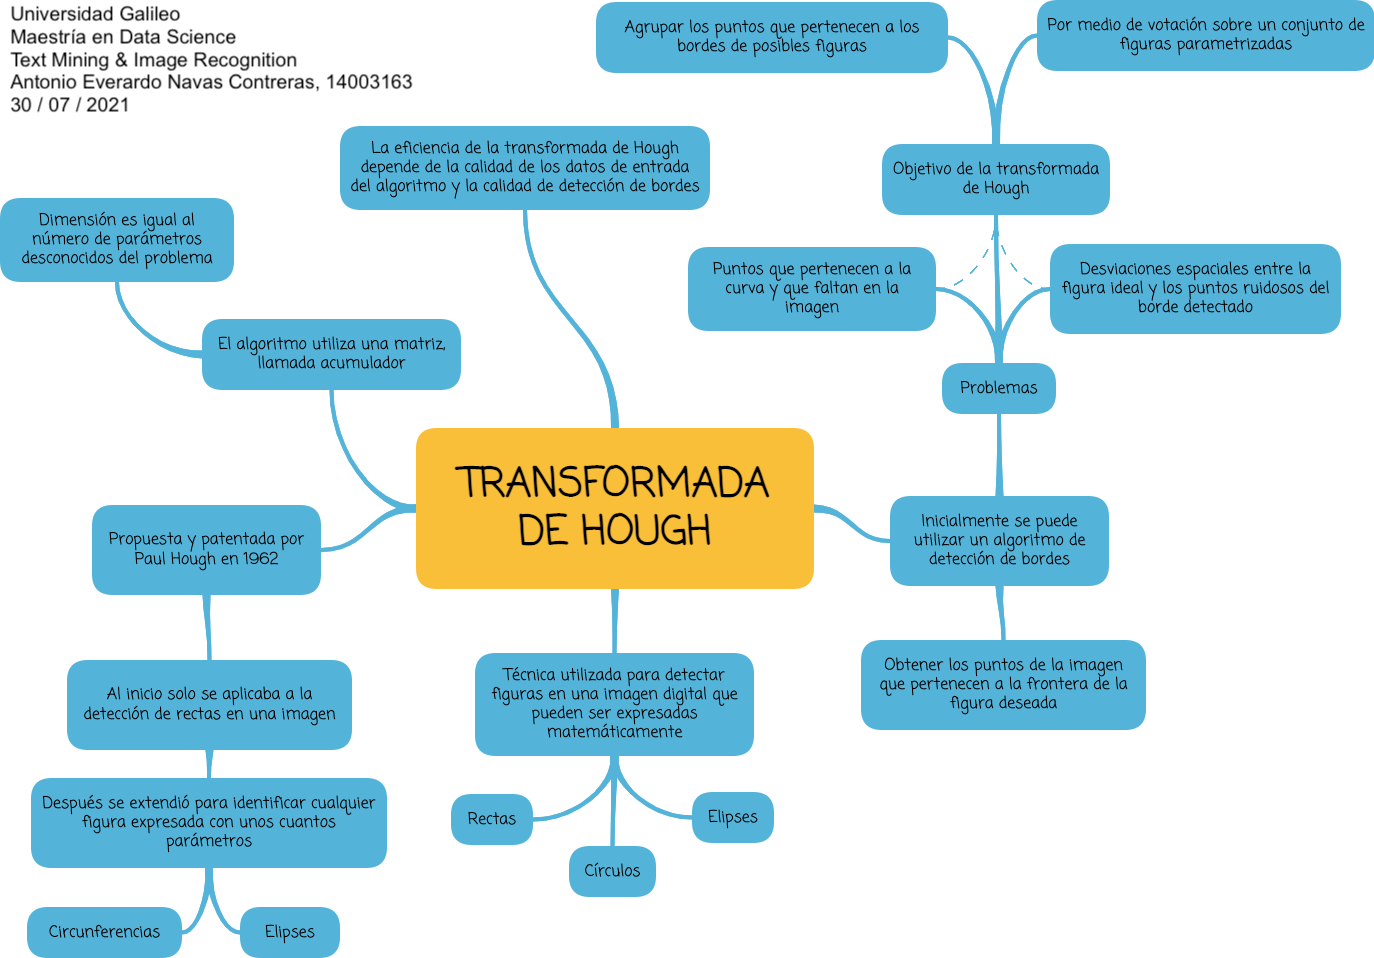 Universidad Galileo
Maestría en Data Science
Text Mining & Image Recognition
Antonio Everardo Navas Contreras, 14003163
30 / 07 / 2021
Agrupar los puntos que pertenecen a los
bordes de posibles figuras
Por medio de votación sobre un conjunto de
figuras parametrizadas
La eficiencia de la transformada de Hough
depende de la calidad de los datos de entrada
del algoritmo y la calidad de detección de bordes
Objetivo de la transformada
de Hough
Dimensión es igual al
número de parámetros
desconocidos del problema
Puntos que pertenecen a la
curva y que faltan en la
imagen
Desviaciones espaciales entre la
figura ideal y los puntos ruidosos del
borde detectado
El algoritmo utiliza una matriz,
llamada acumulador
Problemas
TRANSFORMADA
DE HOUGH
Propuesta y patentada por
Paul Hough en 1962
Inicialmente se puede
utilizar un algoritmo de
detección de bordes
Al inicio solo se aplicaba a la
detección de rectas en una imagen
Técnica utilizada para detectar
figuras en una imagen digital que
pueden ser expresadas
matemáticamente
Obtener los puntos de la imagen
que pertenecen a la frontera de la
figura deseada
Después se extendió para identificar cualquier
figura expresada con unos cuantos
parámetros
Rectas
Elipses
Círculos
Circunferencias
Elipses